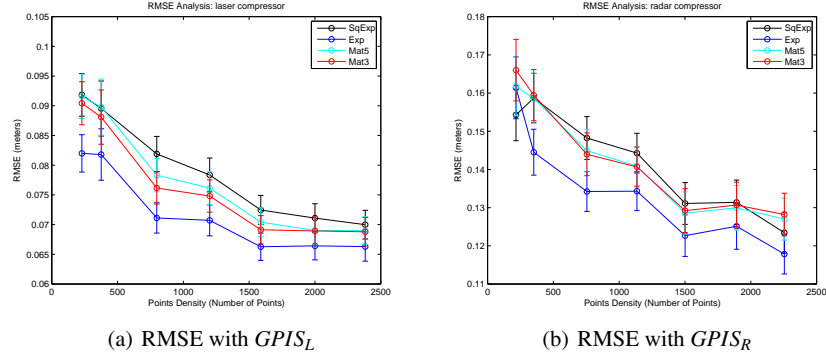 RMSE Analysis: laser compressor
0.105
0.1
0.095
0.09
0.085
0.08
0.075
0.07
0.065
0.06
RMSE (meters)
0
500
1000
1500
2000
2500
Points Density (Number of Points)
SqExp
Exp
Mat5
Mat3
(a) RMSE with GPIS_L
RMSE Analysis: radar compressor
0.18
0.17
0.16
0.15
0.14
0.13
0.12
0.11
RMSE (meters)
0
500
1000
1500
2000
2500
Points Density (Number of Points)
SqExp
Exp
Mat5
Mat3
(b) RMSE with GPIS_R